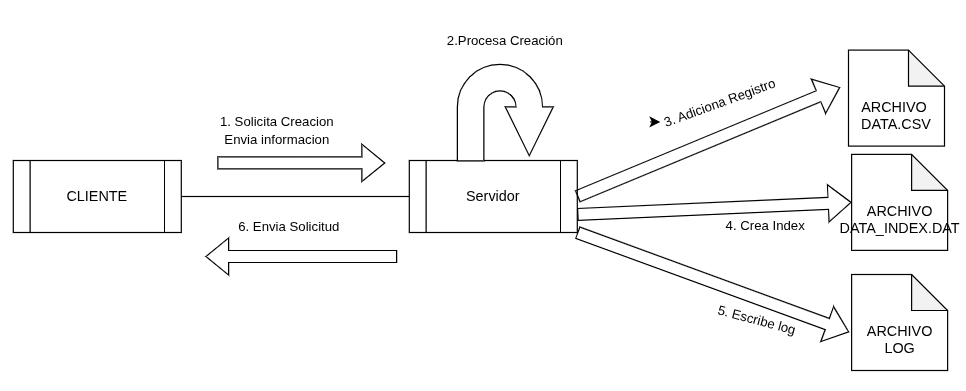 2.Procesa Creación
1. Solicita Creacion
Envia informacion
CLIENTE
Servidor
6. Envia Solicitud
➤ 3. Adiciona Registro
4. Crea Index
5. Escribe log
ARCHIVO
DATA.CSV
ARCHIVO
DATA_INDEX.DAT
ARCHIVO
LOG